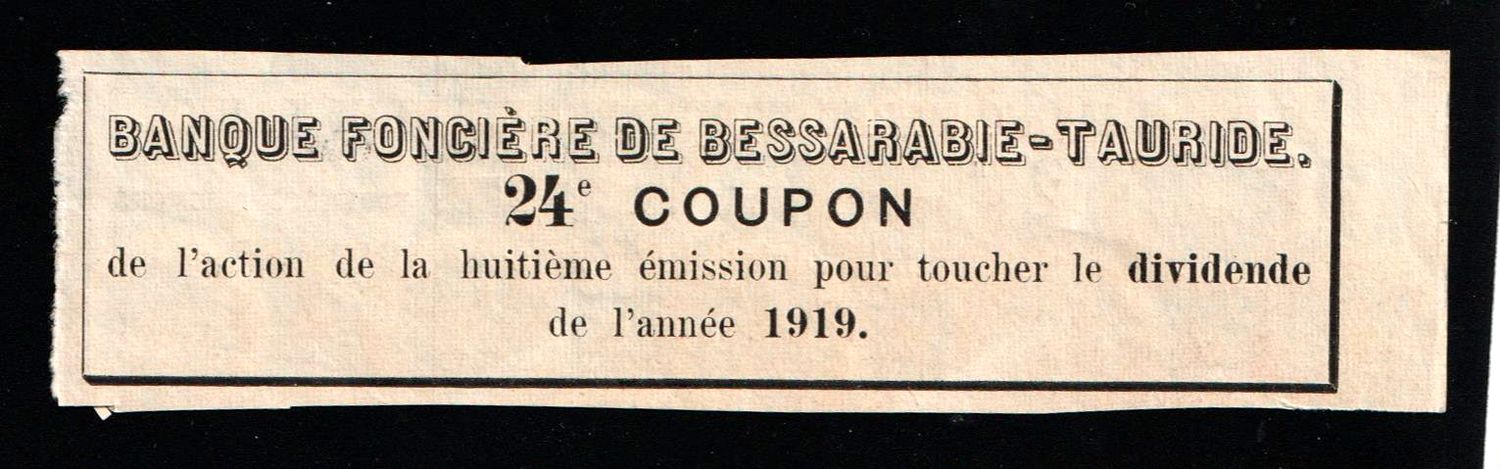 BANQUE FONCIÈRE DE BESSARABIE-TAURIDE.
24e COUPON
de l'action de la huitième émission pour toucher le dividende
de l'année 1919.